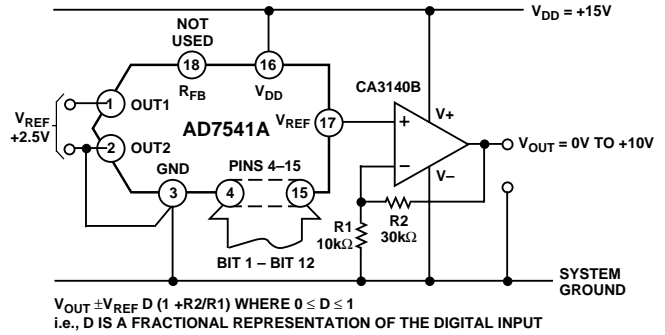 V_DD = +15V
NOT
USED
18
16
CA3140B
R_FB
V_DD
1
OUT1
V_REF
17
+
V+
V_REF
+2.5V
AD7541A
2
OUT2
V_OUT = 0V TO +10V
GND
PINS 4–15
–
V–
3
4
15
R1
10kΩ
R2
30kΩ
BIT 1 – BIT 12
SYSTEM
GROUND
V_OUT ±V_REF D (1 +R2/R1) WHERE 0 ≤ D ≤ 1
i.e., D IS A FRACTIONAL REPRESENTATION OF THE DIGITAL INPUT